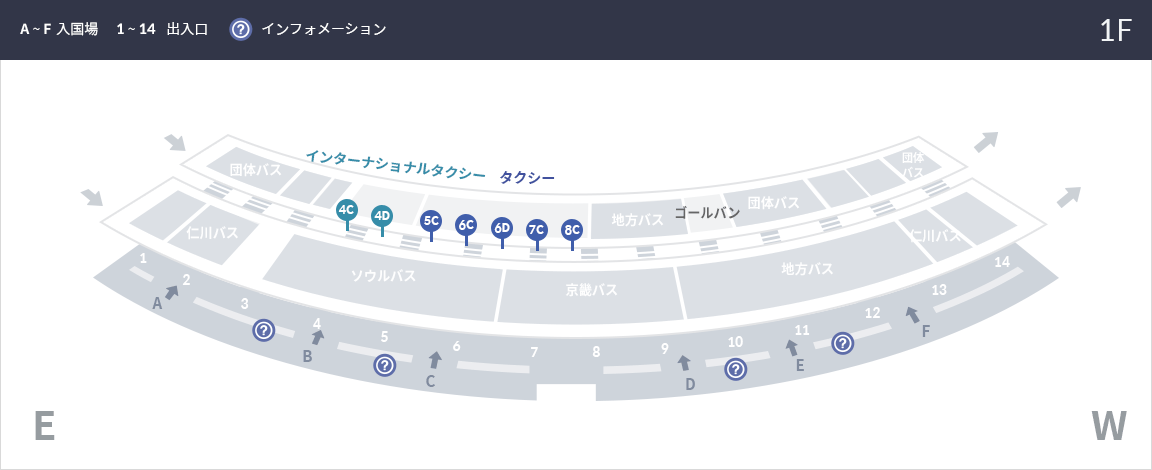 A ~ F 入国場 1 ~ 14 出入口 ? インフォメーション 1F
インターナショナルタクシー タクシー
団体バス
団体
バス
4C 4D 5C 6C 6D 7C 8C
地方バス ゴールバン 団体バス
仁川バス 仁川バス
ソウルバス 京畿バス 地方バス
1 2 3 4 5 6 7 8 9 10 11 12 13 14
A B C D E F
? ? ? ?
E W